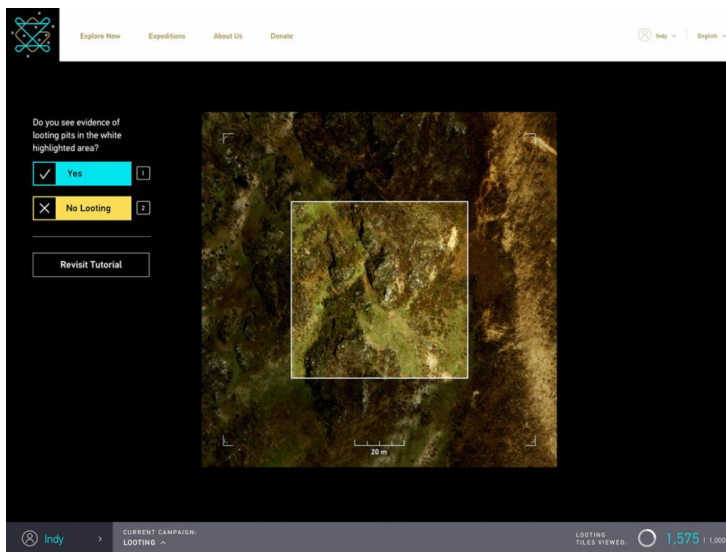 Explore Now Expeditions About Us Donate Indy English
Do you see evidence of
looting pits in the white
highlighted area?
Yes 1
No Looting 2
Revisit Tutorial
20 m
Indy
CURRENT CAMPAIGN:
LOOTING
LOOTING
TILES VIEWED: 1,575 | 1,000